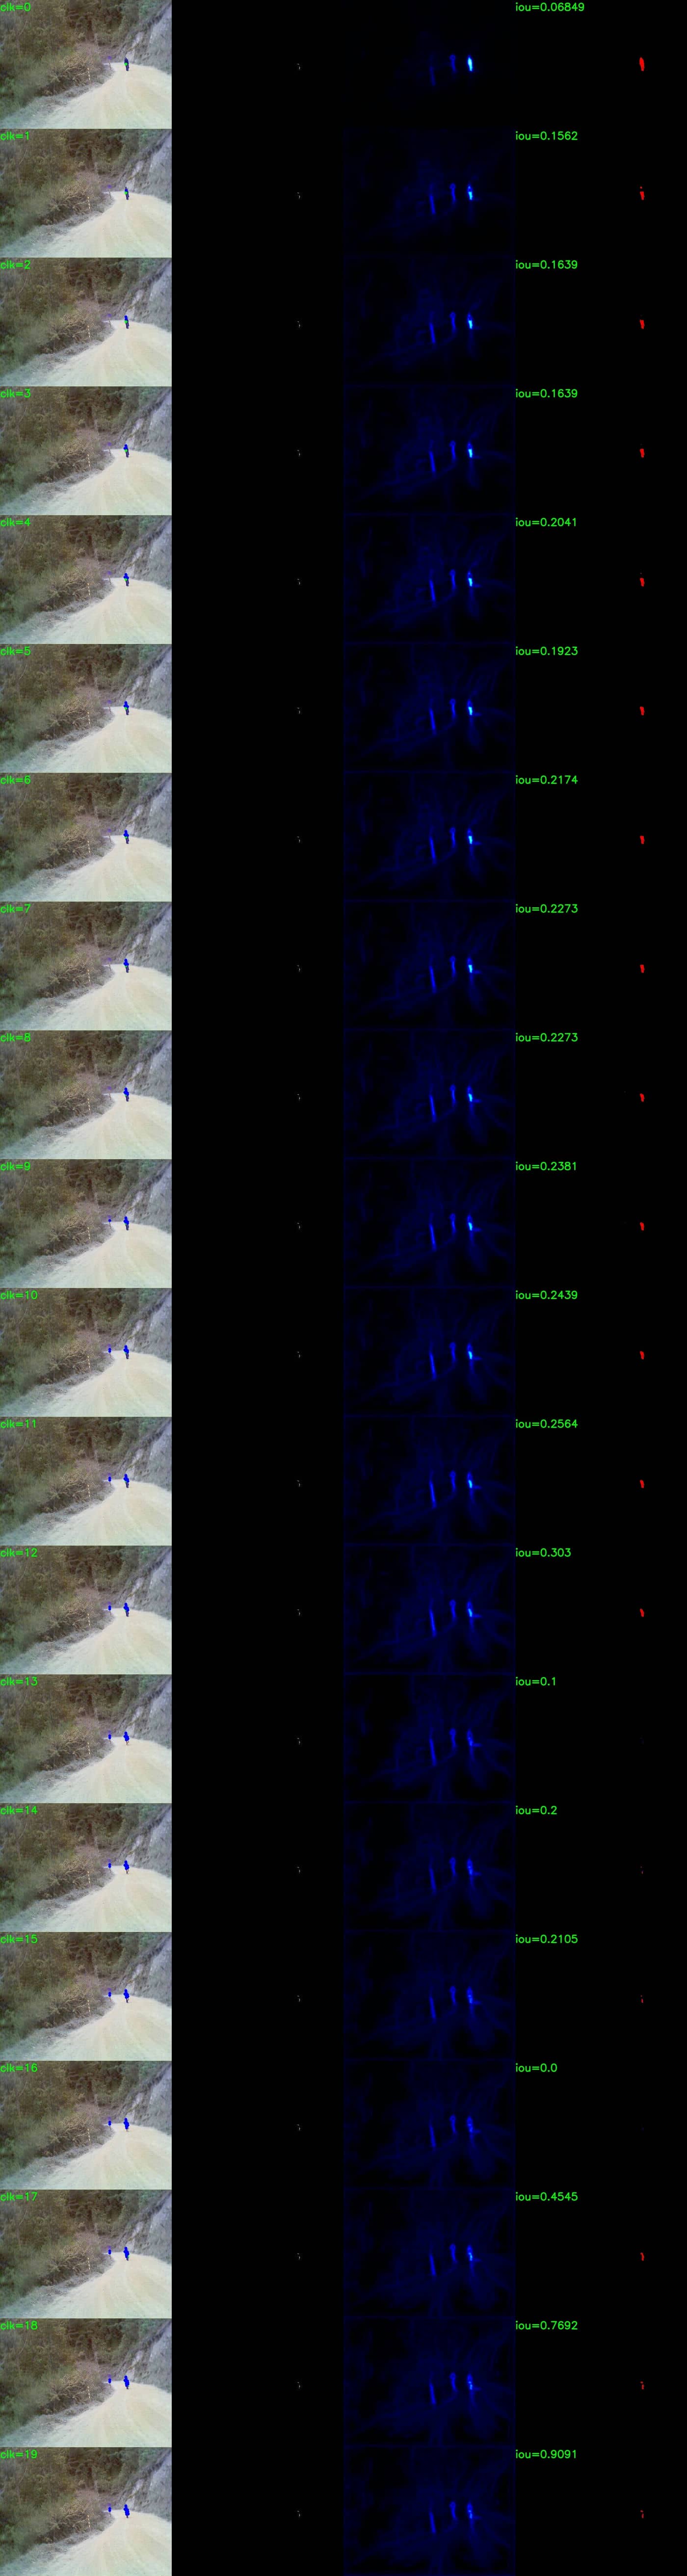 clk=0 iou=0.06849
clk=1 iou=0.1562
clk=2 iou=0.1639
clk=3 iou=0.1639
clk=4 iou=0.2041
clk=5 iou=0.1923
clk=6 iou=0.2174
clk=7 iou=0.2273
clk=8 iou=0.2273
clk=9 iou=0.2381
clk=10 iou=0.2439
clk=11 iou=0.2564
clk=12 iou=0.303
clk=13 iou=0.1
clk=14 iou=0.2
clk=15 iou=0.2105
clk=16 iou=0.0
clk=17 iou=0.4545
clk=18 iou=0.7692
clk=19 iou=0.9091